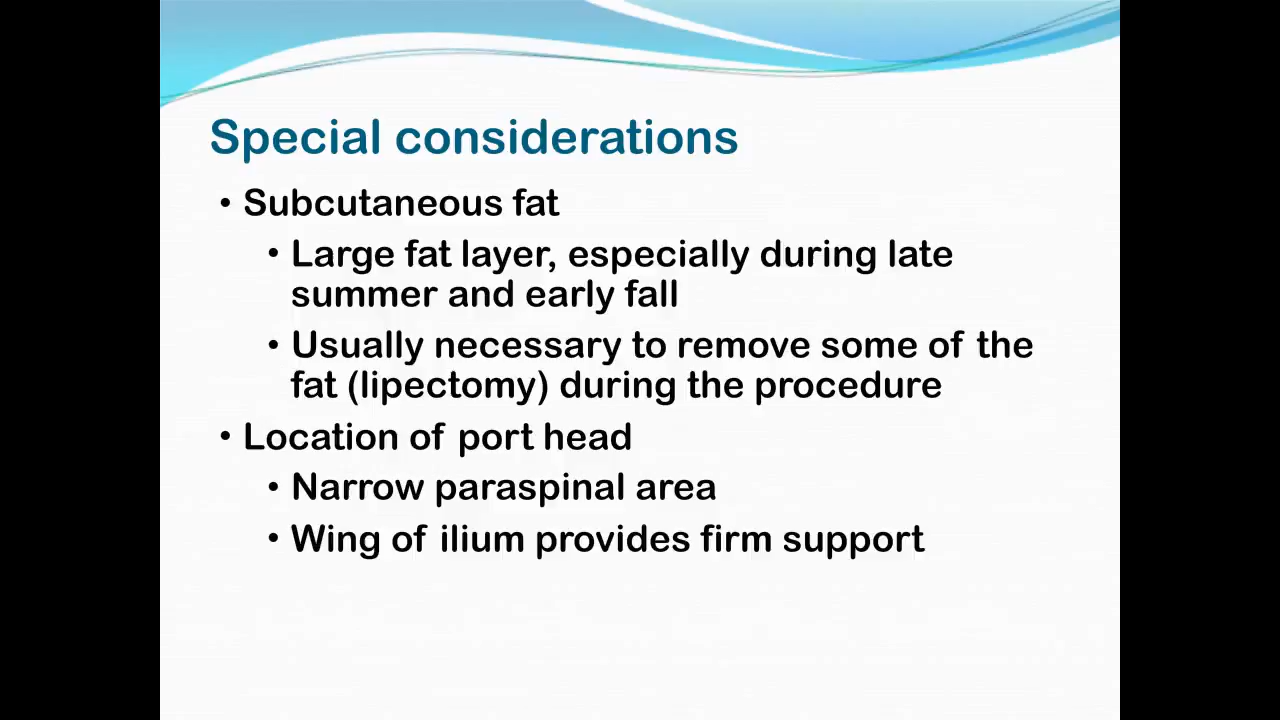 Special considerations
• Subcutaneous fat
• Large fat layer, especially during late
summer and early fall
• Usually necessary to remove some of the
fat (lipectomy) during the procedure
• Location of port head
• Narrow paraspinal area
• Wing of ilium provides firm support